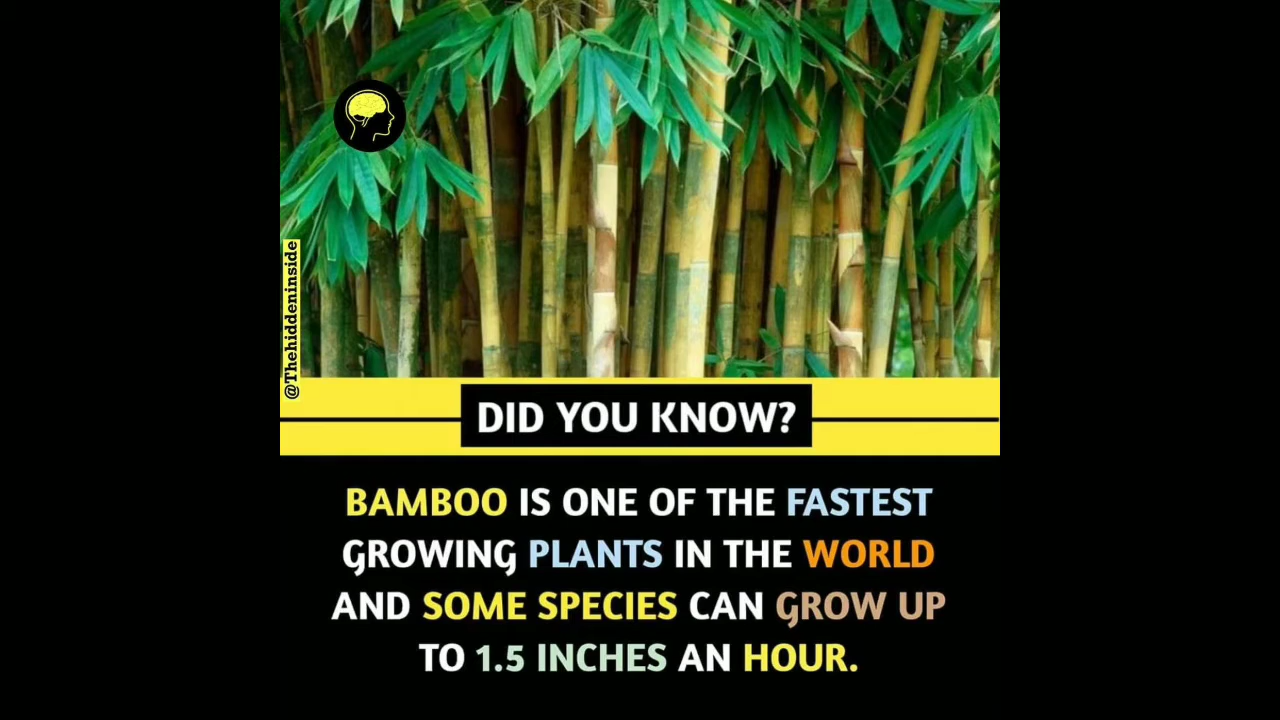 @Thehiddeninside
DID YOU KNOW?
BAMBOO IS ONE OF THE FASTEST
GROWING PLANTS IN THE WORLD
AND SOME SPECIES CAN GROW UP
TO 1.5 INCHES AN HOUR.